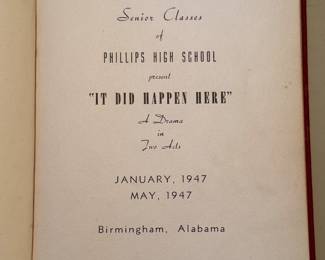 Senior Classes
of
PHILLIPS HIGH SCHOOL
present
"IT DID HAPPEN HERE"
A Drama
in
Two Acts
JANUARY, 1947
MAY, 1947
Birmingham, Alabama